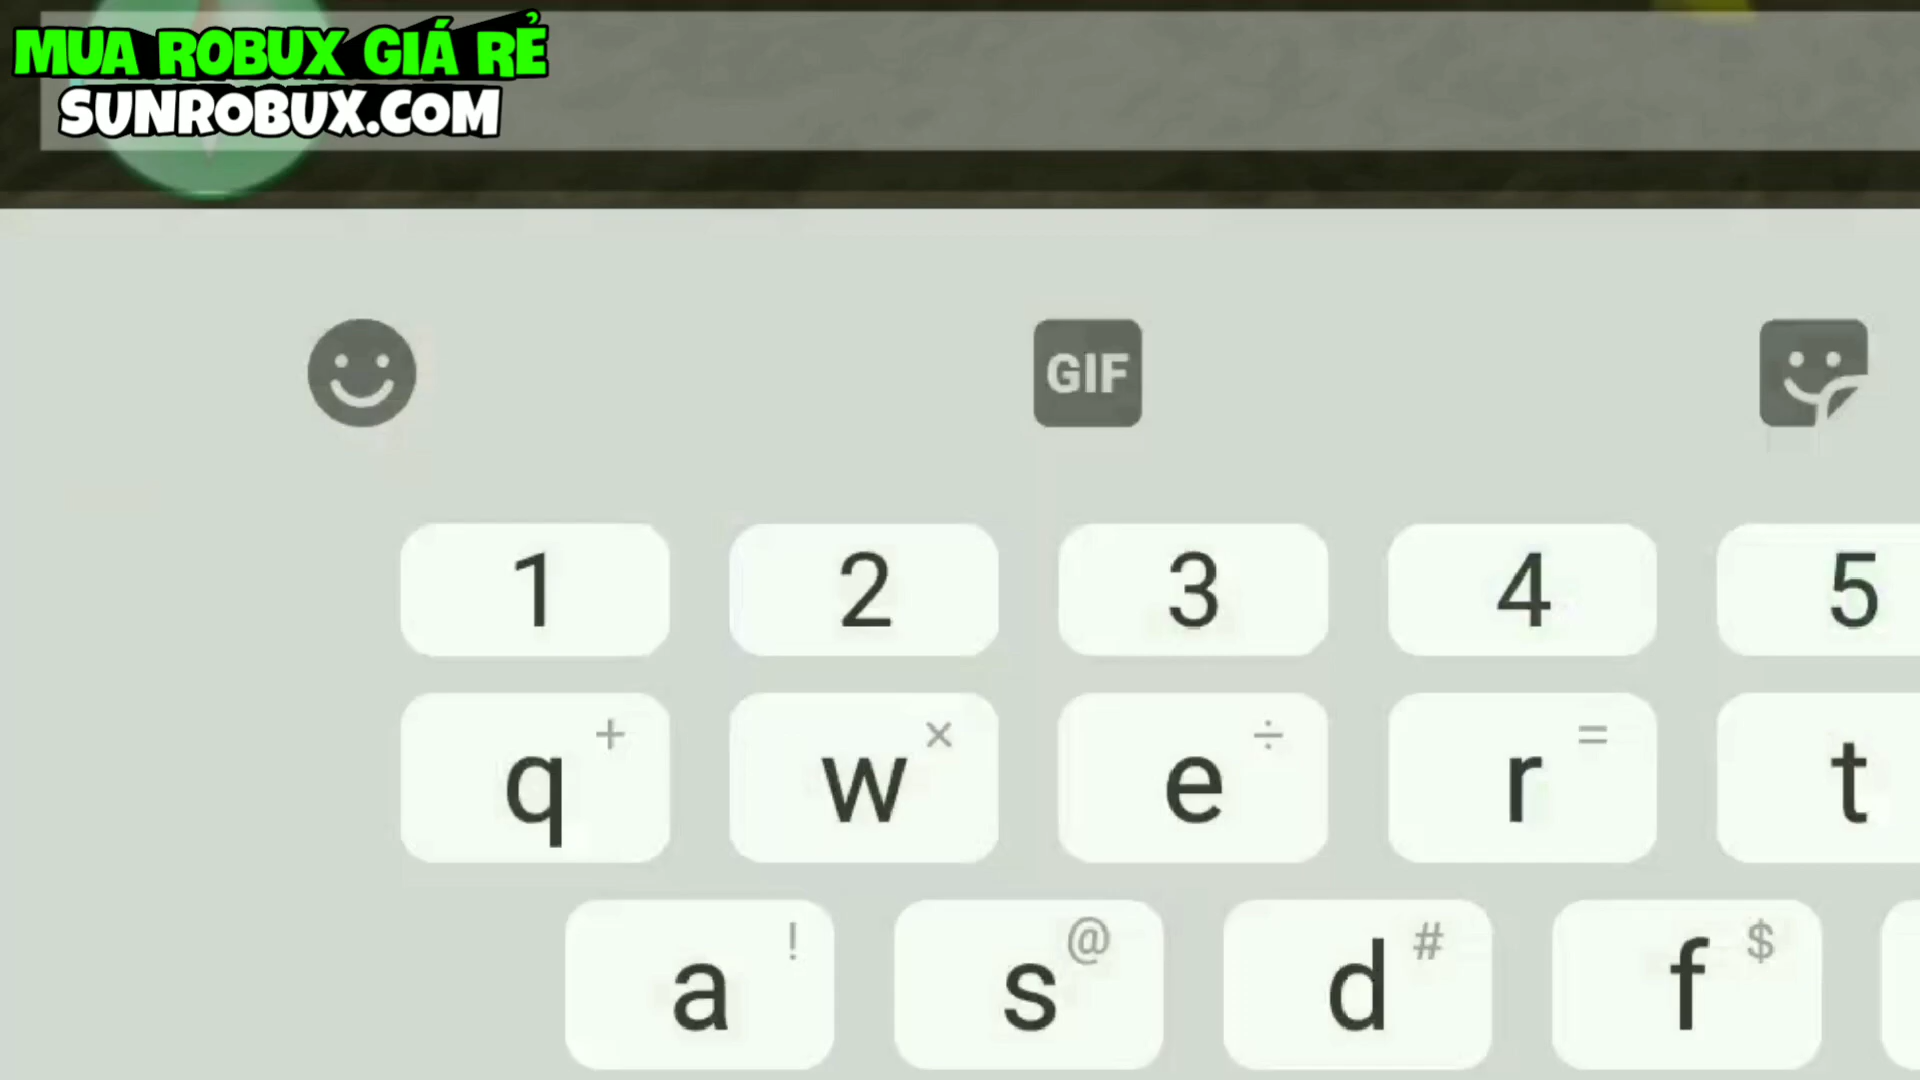 MUA ROBUX GIÁ RẺ
SUNROBUX.COM
GIF
1 2 3 4 5
q + w × e ÷ r = t
a ! s @ d # f $